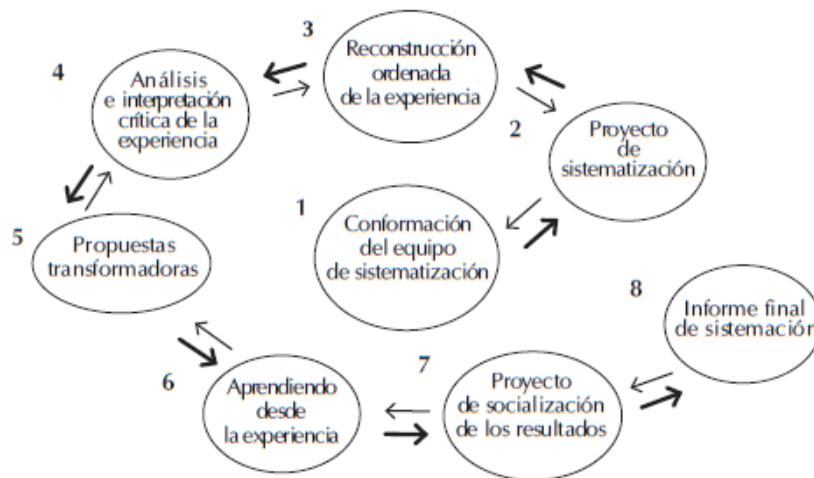 1
Conformación
del equipo
de sistematización
2
Proyecto
de
sistematización
3
Reconstrucción
ordenada
de la experiencia
4
Análisis
e interpretación
crítica de la
experiencia
5
Propuestas
transformadoras
6
Aprendiendo
desde
la experiencia
7
Proyecto
de socialización
de los resultados
8
Informe final
de sistemación